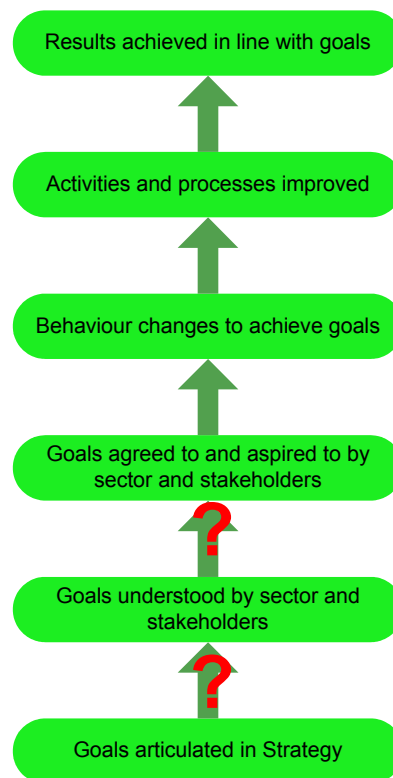 Results achieved in line with goals
Activities and processes improved
Behaviour changes to achieve goals
Goals agreed to and aspired to by
sector and stakeholders
?
Goals understood by sector and
stakeholders
?
Goals articulated in Strategy